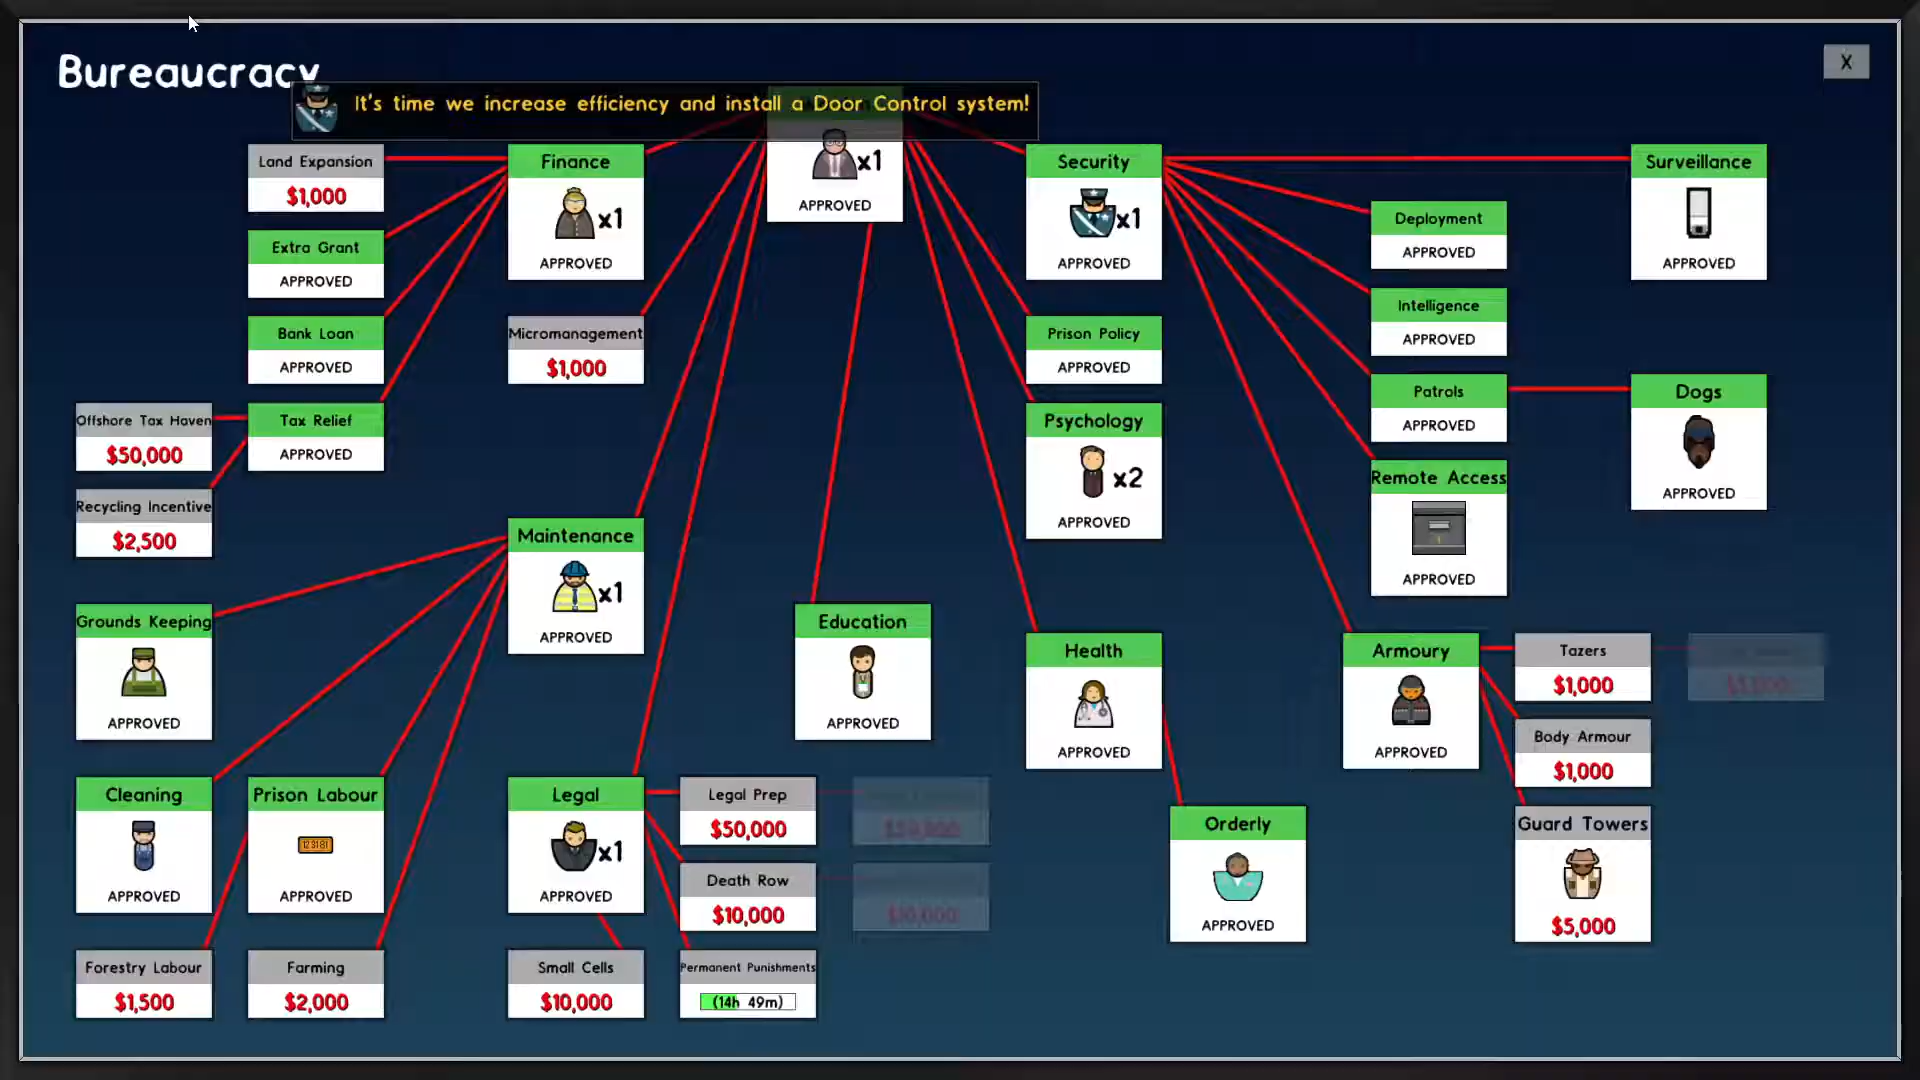 Bureaucracy
X
It's time we increase efficiency and install a Door Control system!
x1
APPROVED
Land Expansion
$1,000
Extra Grant
APPROVED
Bank Loan
APPROVED
Offshore Tax Haven
$50,000
Tax Relief
APPROVED
Recycling Incentive
$2,500
Finance
x1
APPROVED
Micromanagement
$1,000
Security
x1
APPROVED
Prison Policy
APPROVED
Psychology
x2
APPROVED
Deployment
APPROVED
Intelligence
APPROVED
Patrols
APPROVED
Remote Access
APPROVED
Surveillance
APPROVED
Dogs
APPROVED
Maintenance
x1
APPROVED
Grounds Keeping
APPROVED
Education
APPROVED
Health
APPROVED
Armoury
APPROVED
Tazers
$1,000
Body Armour
$1,000
Guard Towers
$5,000
Cleaning
APPROVED
Prison Labour
123181
APPROVED
Legal
x1
APPROVED
Legal Prep
$50,000
Death Row
$10,000
$10,000
Orderly
APPROVED
Forestry Labour
$1,500
Farming
$2,000
Small Cells
$10,000
Permanent Punishments
(14h 49m)